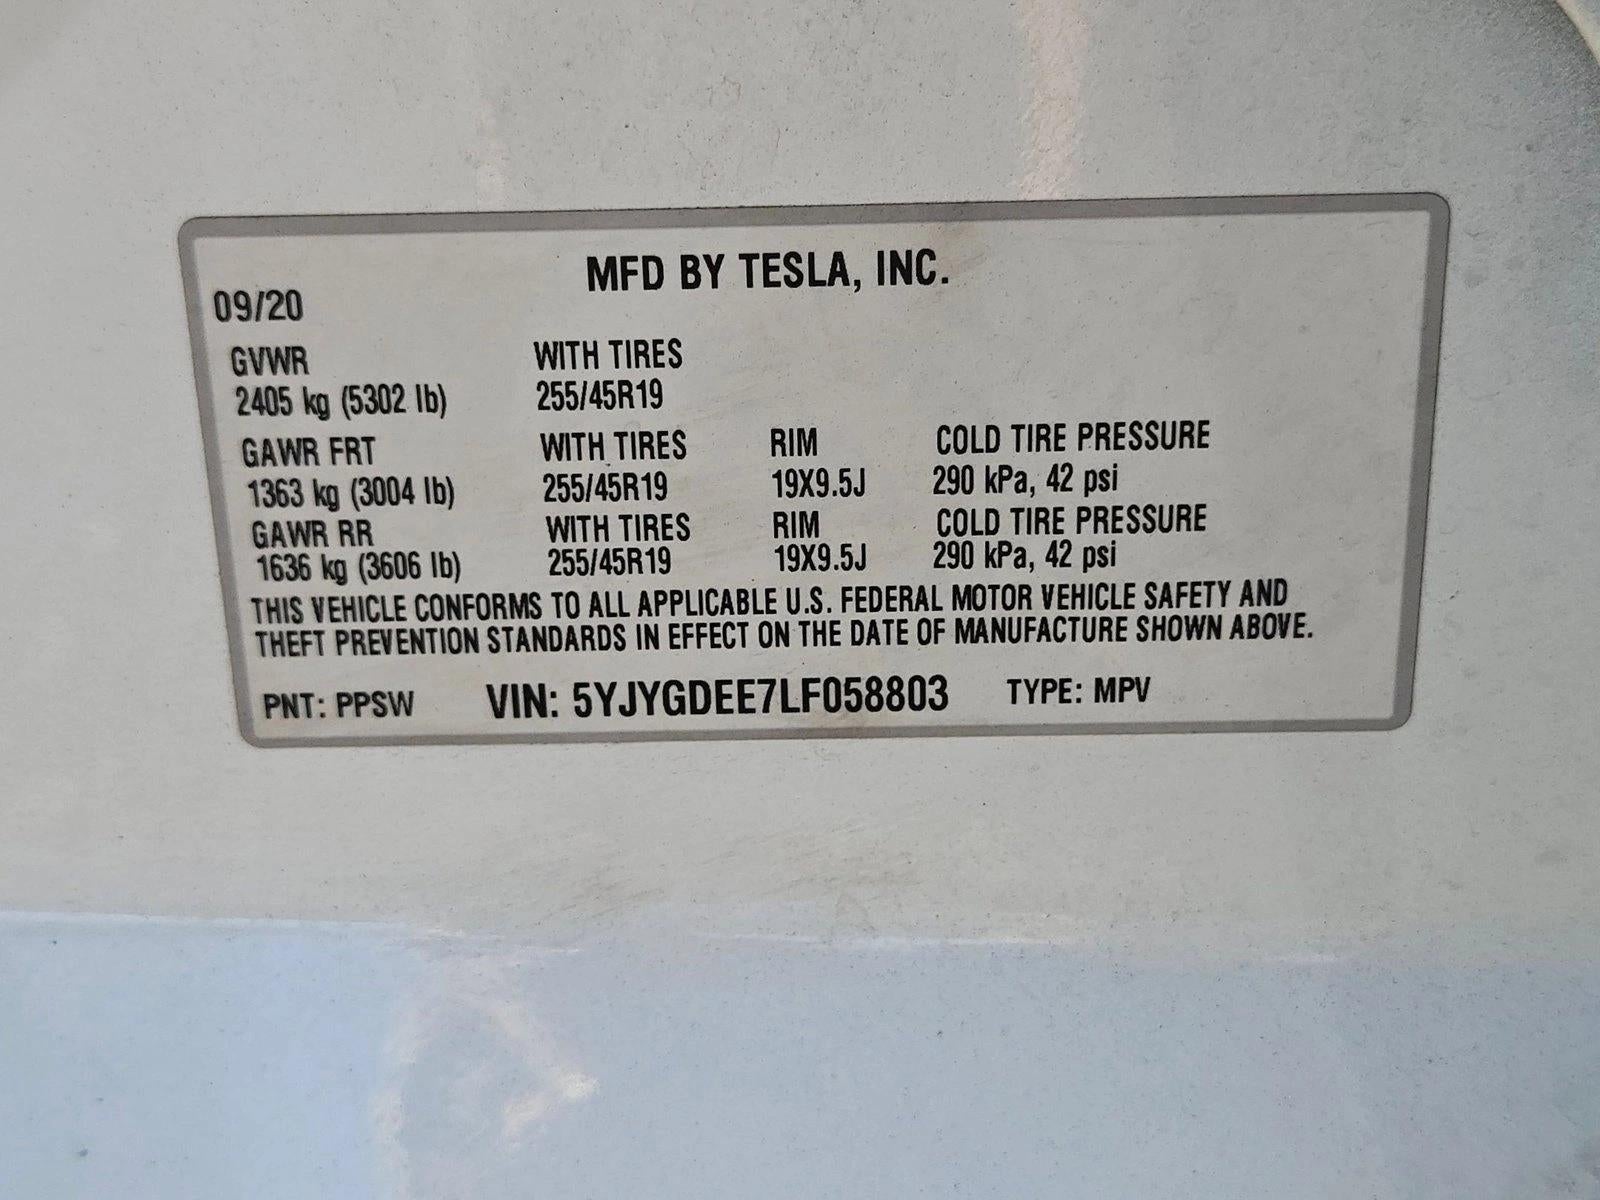 MFD BY TESLA, INC.
09/20
GVWR WITH TIRES
2405 kg (5302 lb) 255/45R19
GAWR FRT WITH TIRES RIM COLD TIRE PRESSURE
1363 kg (3004 lb) 255/45R19 19X9.5J 290 kPa, 42 psi
GAWR RR WITH TIRES RIM COLD TIRE PRESSURE
1636 kg (3606 lb) 255/45R19 19X9.5J 290 kPa, 42 psi
THIS VEHICLE CONFORMS TO ALL APPLICABLE U.S. FEDERAL MOTOR VEHICLE SAFETY AND
THEFT PREVENTION STANDARDS IN EFFECT ON THE DATE OF MANUFACTURE SHOWN ABOVE.
PNT: PPSW VIN: 5YJYGDEE7LF058803 TYPE: MPV